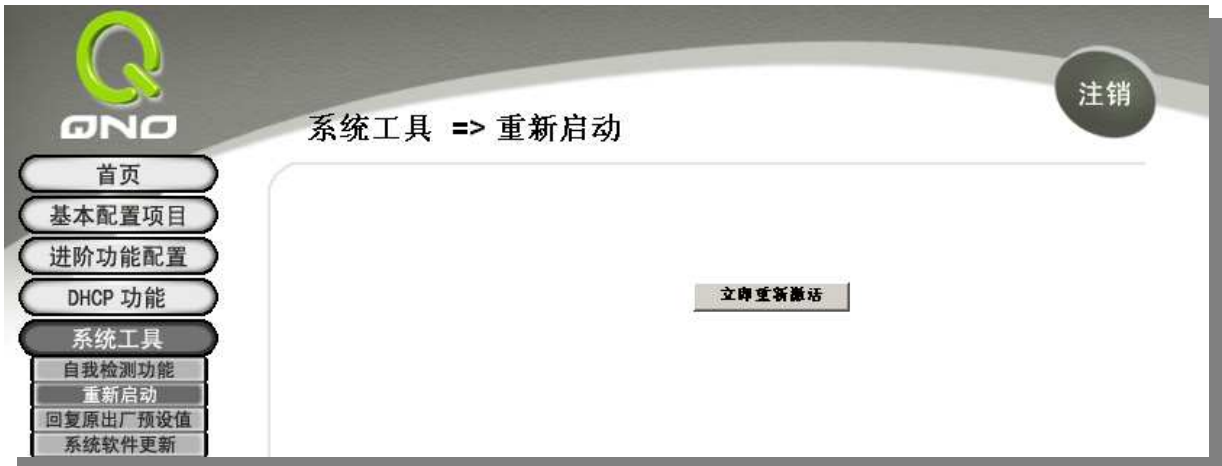 QNO
注销
系统工具 => 重新启动
首页
基本配置项目
进阶功能配置
DHCP 功能
立即重新激活
系统工具
自我检测功能
重新启动
回复原出厂预设值
系统软件更新